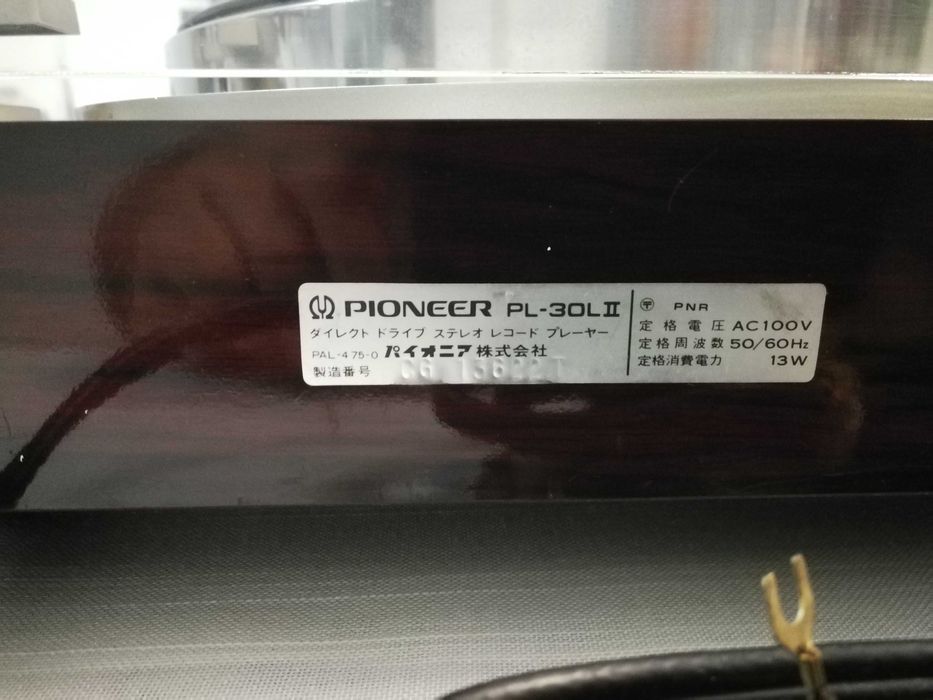 PIONEER PL-30LII
ダイレクト ドライブ ステレオ レコード プレーヤー
PAL-475-0 パイオニア株式会社
製造番号
〒 PNR
定格電圧 AC100V
定格周波数 50/60Hz
定格消費電力 13W